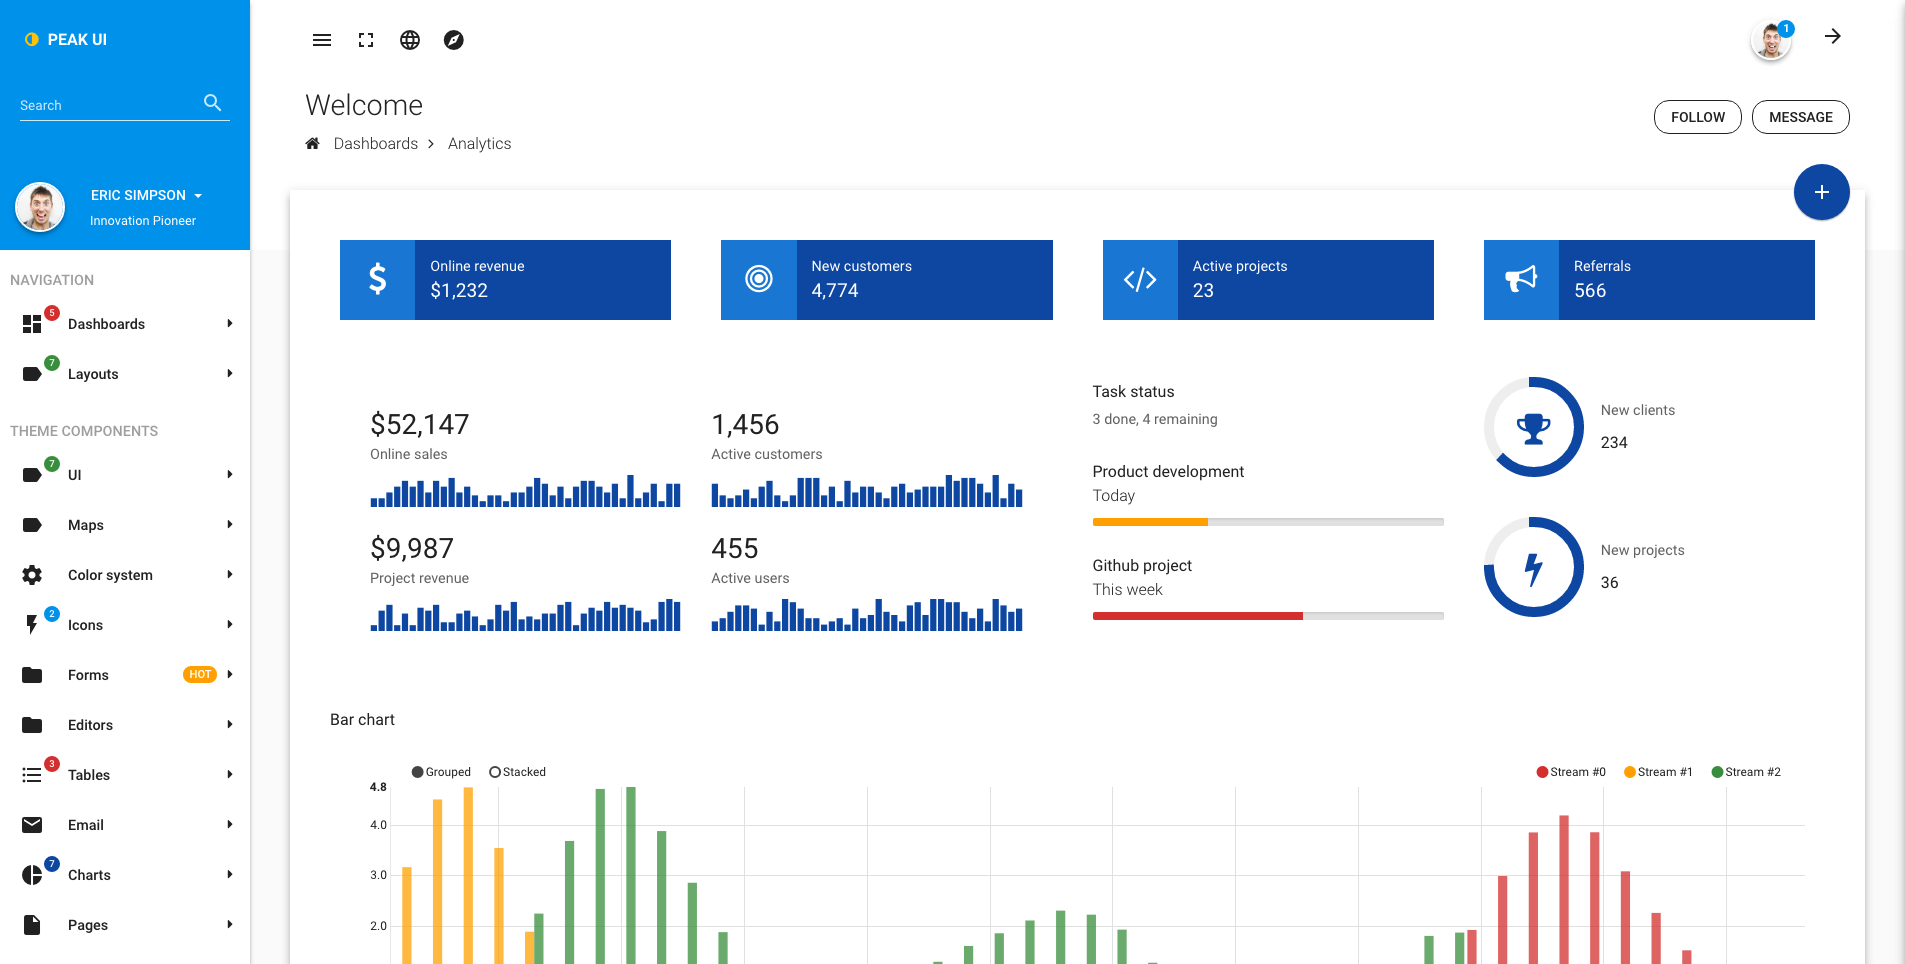 PEAK UI
Search
ERIC SIMPSON
Innovation Pioneer
NAVIGATION
5
Dashboards
7
Layouts
THEME COMPONENTS
7
UI
Maps
Color system
2
Icons
Forms
HOT
Editors
3
Tables
Email
7
Charts
Pages
1
Welcome
Dashboards
Analytics
FOLLOW
MESSAGE
+
$
Online revenue
$1,232
New customers
4,774
</>
Active projects
23
Referrals
566
$52,147
Online sales
1,456
Active customers
$9,987
Project revenue
455
Active users
Task status
3 done, 4 remaining
Product development
Today
Github project
This week
New clients
234
New projects
36
Bar chart
Grouped
Stacked
Stream #0
Stream #1
Stream #2
4.8
4.0
3.0
2.0